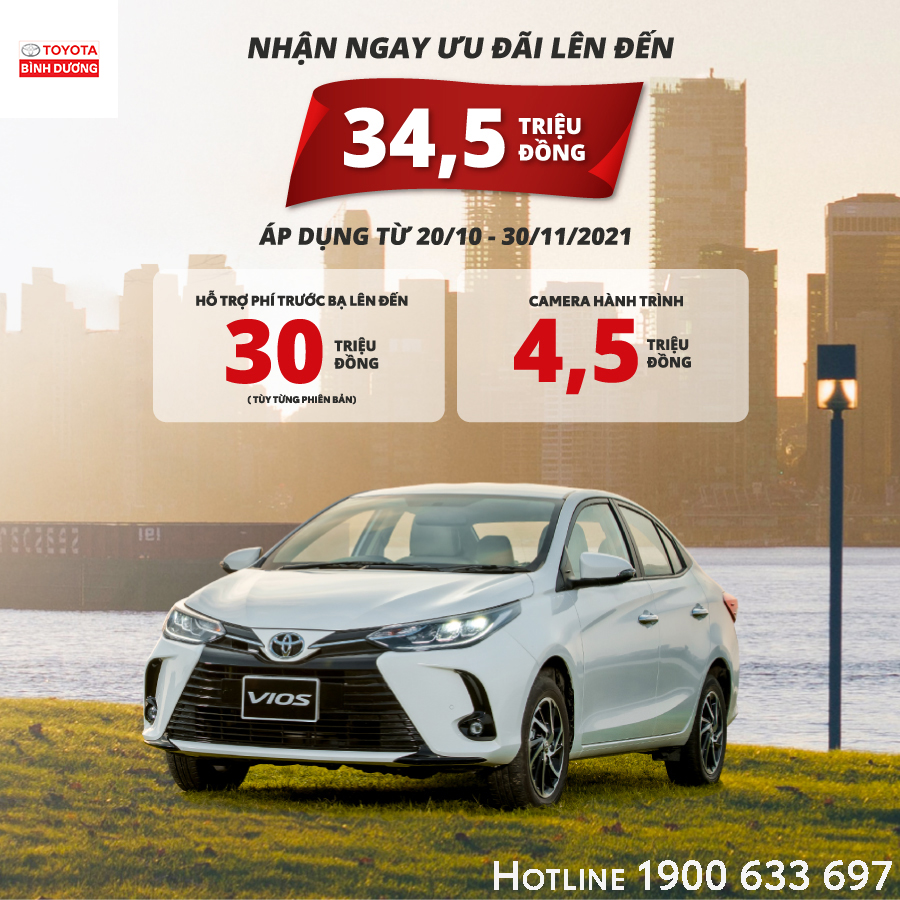 TOYOTA
BÌNH DƯƠNG
NHẬN NGAY ƯU ĐÃI LÊN ĐẾN
34,5 TRIỆU ĐỒNG
ÁP DỤNG TỪ 20/10 - 30/11/2021
HỖ TRỢ PHÍ TRƯỚC BẠ LÊN ĐẾN
30 TRIỆU ĐỒNG
( TÙY TỪNG PHIÊN BẢN)
CAMERA HÀNH TRÌNH
4,5 TRIỆU ĐỒNG
VIOS
HOTLINE 1900 633 697